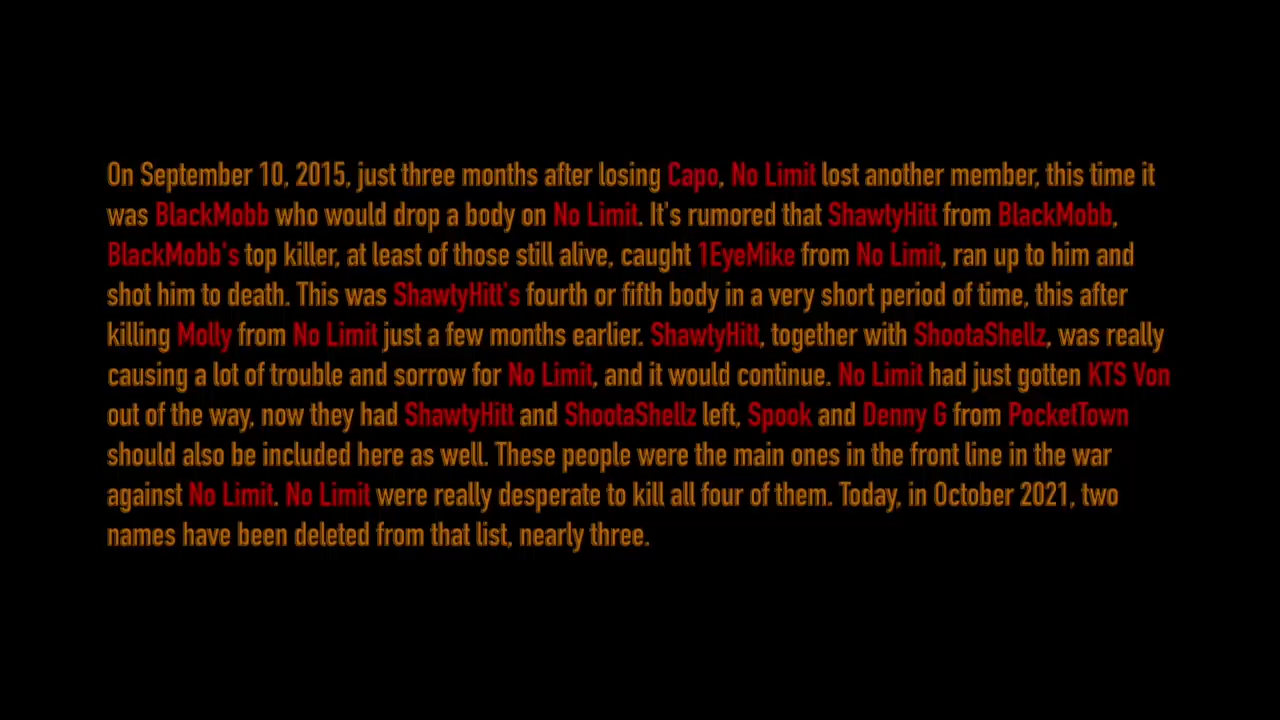 On September 10, 2015, just three months after losing Capo, No Limit lost another member, this time it
was BlackMobb who would drop a body on No Limit. It's rumored that ShawtyHitt from BlackMobb,
BlackMobb's top killer, at least of those still alive, caught 1EyeMike from No Limit, ran up to him and
shot him to death. This was ShawtyHitt's fourth or fifth body in a very short period of time, this after
killing Molly from No Limit just a few months earlier. ShawtyHitt, together with ShootaShellz, was really
causing a lot of trouble and sorrow for No Limit, and it would continue. No Limit had just gotten KTS Von
out of the way, now they had ShawtyHitt and ShootaShellz left, Spook and Denny G from PocketTown
should also be included here as well. These people were the main ones in the front line in the war
against No Limit. No Limit were really desperate to kill all four of them. Today, in October 2021, two
names have been deleted from that list, nearly three.